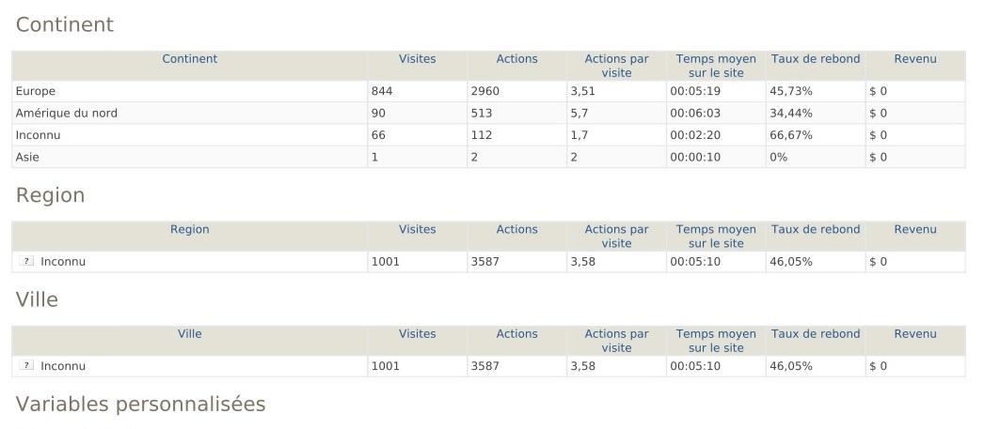 Continent
Continent Visites Actions Actions par visite Temps moyen sur le site Taux de rebond Revenu
Europe 844 2960 3,51 00:05:19 45,73% $ 0
Amérique du nord 90 513 5,7 00:06:03 34,44% $ 0
Inconnu 66 112 1,7 00:02:20 66,67% $ 0
Asie 1 2 2 00:00:10 0% $ 0
Region
Region Visites Actions Actions par visite Temps moyen sur le site Taux de rebond Revenu
? Inconnu 1001 3587 3,58 00:05:10 46,05% $ 0
Ville
Ville Visites Actions Actions par visite Temps moyen sur le site Taux de rebond Revenu
? Inconnu 1001 3587 3,58 00:05:10 46,05% $ 0
Variables personnalisées